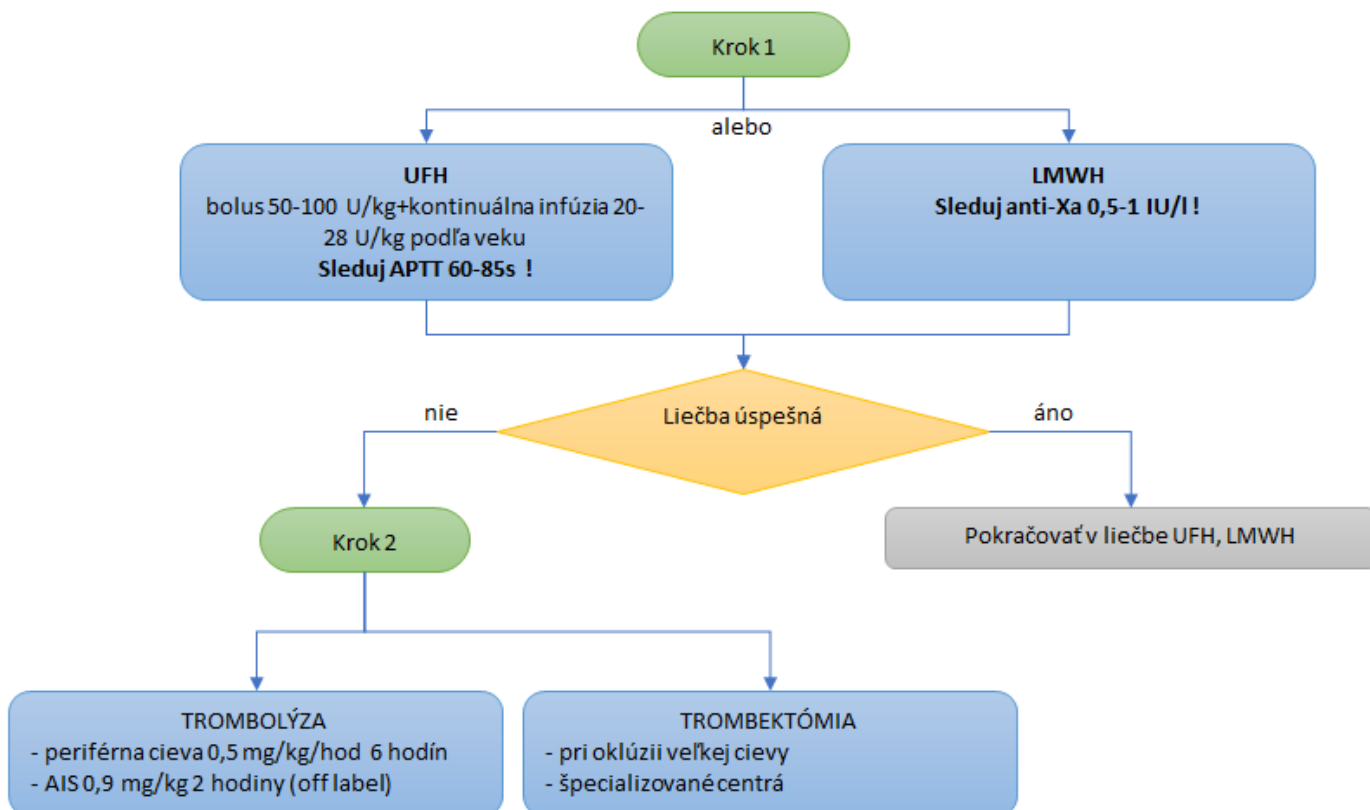 Krok 1
alebo
UFH
bolus 50-100 U/kg+kontinuálna infúzia 20-
28 U/kg podľa veku
Sleduj APTT 60-85s !
LMWH
Sleduj anti-Xa 0,5-1 IU/l !
Liečba úspešná
nie
áno
Krok 2
Pokračovať v liečbe UFH, LMWH
TROMBOLÝZA
- periférna cieva 0,5 mg/kg/hod 6 hodín
- AIS 0,9 mg/kg 2 hodiny (off label)
TROMBEKTÓMIA
- pri oklúzii veľkej cievy
- špecializované centrá